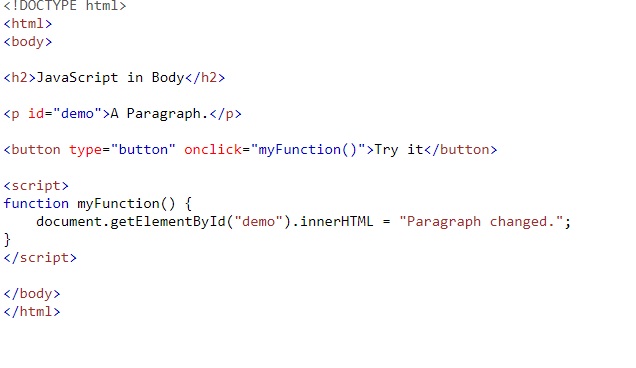 <!DOCTYPE html>
<html>
<body>
<h2>JavaScript in Body</h2>
<p id="demo">A Paragraph.</p>
<button type="button" onclick="myFunction()">Try it</button>
<script>
function myFunction() {
    document.getElementById("demo").innerHTML = "Paragraph changed.";
}
</script>
</body>
</html>